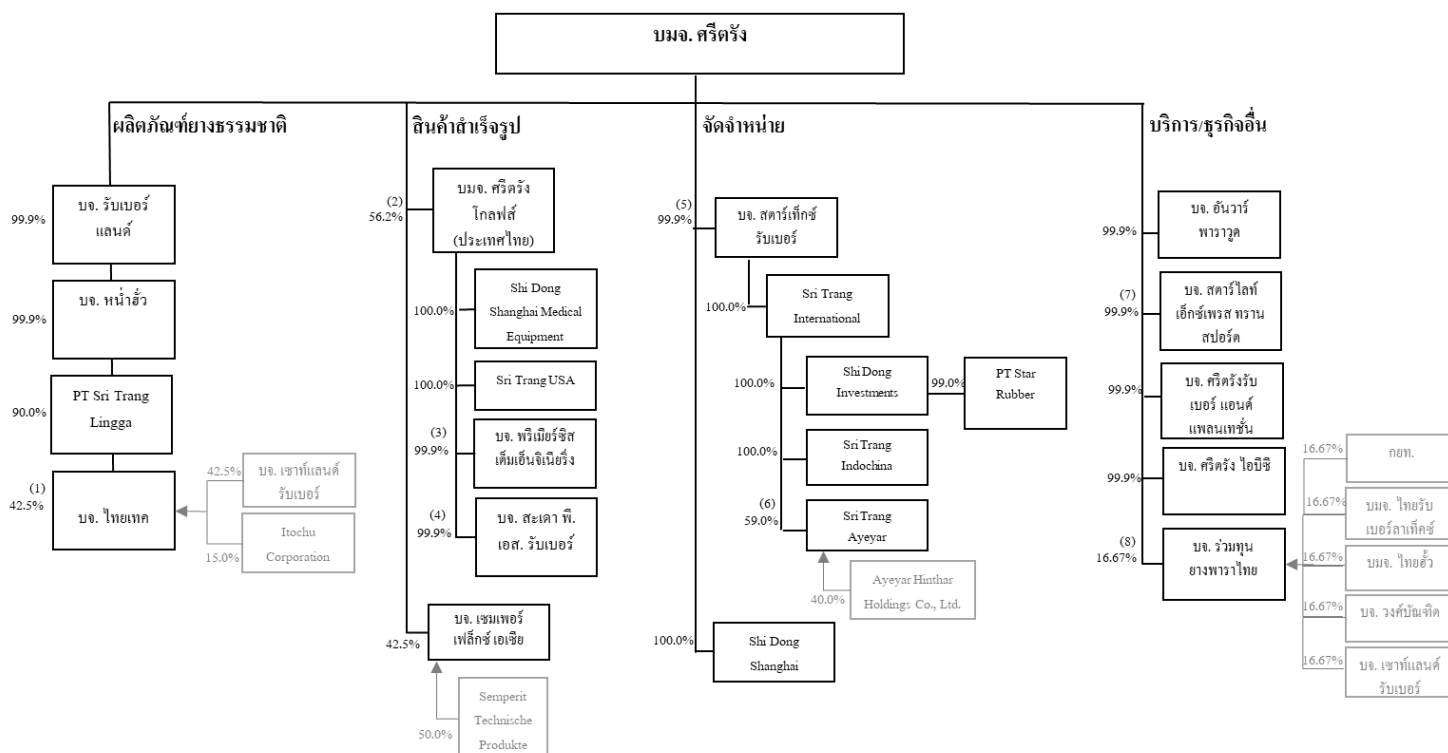 บมจ. ศรีตรัง
ผลิตภัณฑ์ยางธรรมชาติ
99.9%
บจ. รับเบอร์
แลนด์
99.9%
บจ. หน่ำฮั่ว
90.0%
PT Sri Trang
Lingga
(1)
42.5%
บจ. ไทยเทค
42.5%
บจ. เซาท์แลนด์
รับเบอร์
15.0%
Itochu
Corporation
สินค้าสำเร็จรูป
(2)
56.2%
บมจ. ศรีตรัง
โกลฟส์
(ประเทศไทย)
100.0%
Shi Dong
Shanghai Medical
Equipment
100.0%
Sri Trang USA
(3)
99.9%
บจ. พรีเมียร์ซิส
เต็มเอ็นจิเนียริ่ง
(4)
99.9%
บจ. สะเดา พี.
เอส. รับเบอร์
42.5%
บจ. เซมเพอร์
เฟล็กซ์ เอเซีย
50.0%
Semperit
Technische
Produkte
จัดจำหน่าย
(5)
99.9%
บจ. สตาร์เท็กซ์
รับเบอร์
100.0%
Sri Trang
International
100.0%
Shi Dong
Investments
99.0%
PT Star
Rubber
100.0%
Sri Trang
Indochina
(6)
59.0%
Sri Trang
Ayeyar
40.0%
Ayeyar Hinthar
Holdings Co., Ltd.
100.0%
Shi Dong
Shanghai
บริการ/ธุรกิจอื่น
99.9%
บจ. อันวาร์
พาราวูด
(7)
99.9%
บจ. สตาร์ไลท์
เอ็กซ์เพรส ทราน
สปอร์ต
99.9%
บจ. ศรีตรังรับ
เบอร์ แอนด์
แพลนเทชั่น
99.9%
บจ. ศรีตรัง ไอบีซี
(8)
16.67%
บจ. ร่วมทุน
ยางพาราไทย
16.67%
กยท.
16.67%
บมจ. ไทยรับ
เบอร์ลาเท็คซ์
16.67%
บมจ. ไทยฮั้ว
16.67%
บจ. วงศ์บัณฑิต
16.67%
บจ. เซาท์แลนด์
รับเบอร์